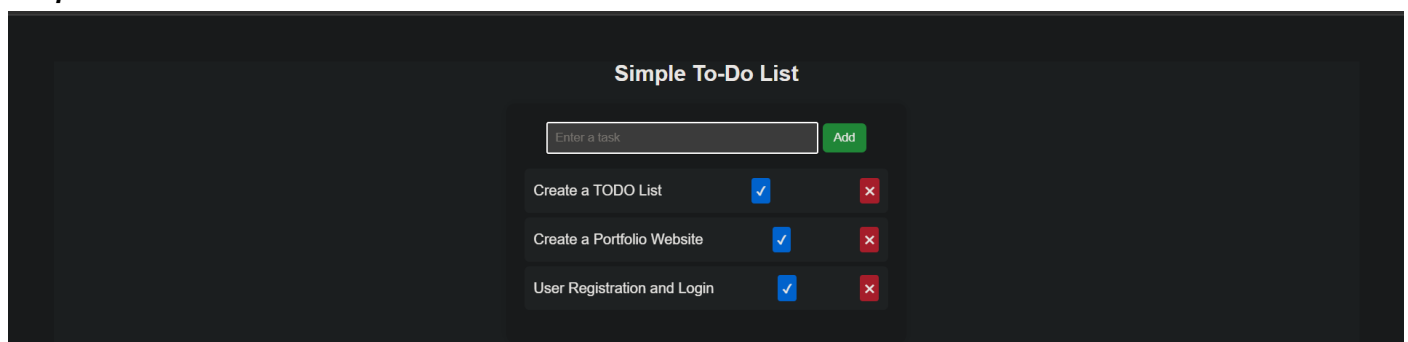 Simple To-Do List
Enter a task Add
Create a TODO List ✓ ✕
Create a Portfolio Website ✓ ✕
User Registration and Login ✓ ✕